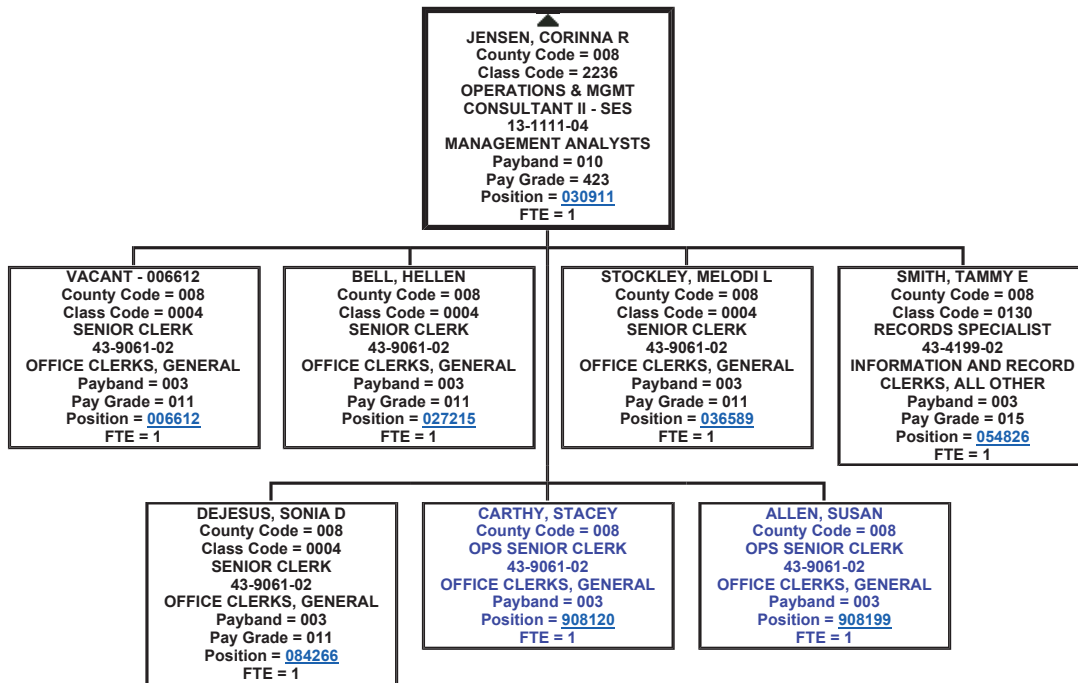 JENSEN, CORINNA R
County Code = 008
Class Code = 2236
OPERATIONS & MGMT
CONSULTANT II - SES
13-1111-04
MANAGEMENT ANALYSTS
Payband = 010
Pay Grade = 423
Position = 030911
FTE = 1
VACANT - 006612
County Code = 008
Class Code = 0004
SENIOR CLERK
43-9061-02
OFFICE CLERKS, GENERAL
Payband = 003
Pay Grade = 011
Position = 006612
FTE = 1
BELL, HELLEN
County Code = 008
Class Code = 0004
SENIOR CLERK
43-9061-02
OFFICE CLERKS, GENERAL
Payband = 003
Pay Grade = 011
Position = 027215
FTE = 1
STOCKLEY, MELODI L
County Code = 008
Class Code = 0004
SENIOR CLERK
43-9061-02
OFFICE CLERKS, GENERAL
Payband = 003
Pay Grade = 011
Position = 036589
FTE = 1
SMITH, TAMMY E
County Code = 008
Class Code = 0130
RECORDS SPECIALIST
43-4199-02
INFORMATION AND RECORD
CLERKS, ALL OTHER
Payband = 003
Pay Grade = 015
Position = 054826
FTE = 1
DEJESUS, SONIA D
County Code = 008
Class Code = 0004
SENIOR CLERK
43-9061-02
OFFICE CLERKS, GENERAL
Payband = 003
Pay Grade = 011
Position = 084266
FTE = 1
CARTHY, STACEY
County Code = 008
OPS SENIOR CLERK
43-9061-02
OFFICE CLERKS, GENERAL
Payband = 003
Position = 908120
FTE = 1
ALLEN, SUSAN
County Code = 008
OPS SENIOR CLERK
43-9061-02
OFFICE CLERKS, GENERAL
Payband = 003
Position = 908199
FTE = 1